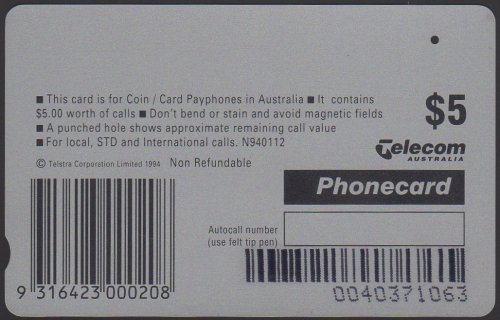 ■ This card is for Coin / Card Payphones in Australia ■ It contains
$5.00 worth of calls ■ Don't bend or stain and avoid magnetic fields
■ A punched hole shows approximate remaining call value
■ For local, STD and International calls. N940112
© Telstra Corporation Limited 1994 Non Refundable
$5
Telecom
AUSTRALIA
Phonecard
Autocall number
(use felt tip pen)
9 316423 000208
0040371063